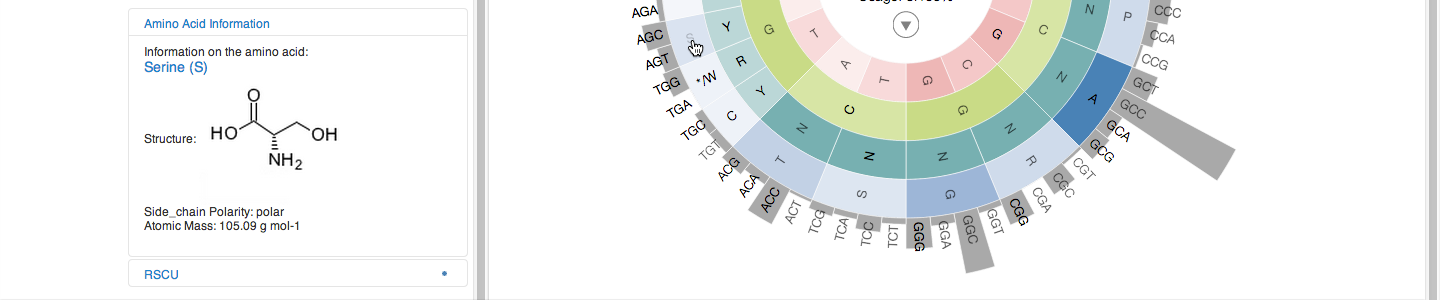 Amino Acid Information
Information on the amino acid:
Serine (S)
Structure:
O
HO
OH
NH2
Side_chain Polarity: polar
Atomic Mass: 105.09 g mol-1
RSCU
AGA
AGC
AGT
TGG
TGA
TGC
TGT
ACG
ACA
ACC
ACT
TCG
TCA
TCC
TCT
GGG
GGA
GGC
GGT
CGG
CGA
CGC
CGT
GCG
GCA
GCC
GCT
CCG
CCA
CCC
S
*/W
C
T
S
G
R
A
P
Y
R
Y
N
N
N
N
N
N
G
C
G
C
T
A
T
G
C
G